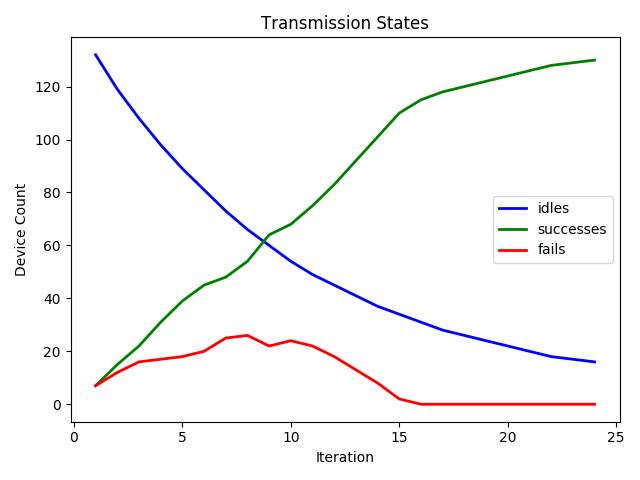 Transmission States
Device Count
120
100
80
60
40
20
0
idles
successes
fails
0 5 10 15 20 25
Iteration